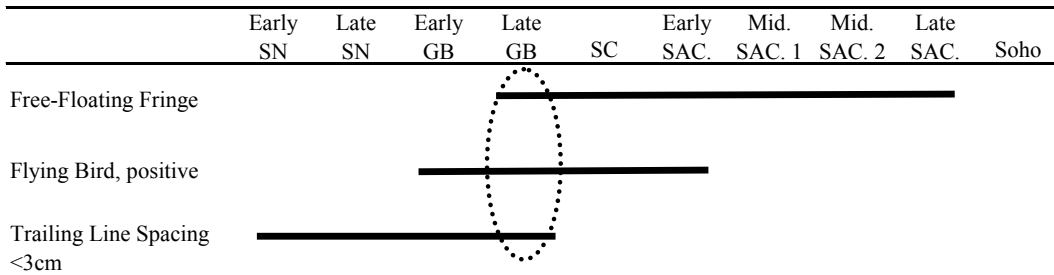 Early Late Early Late Early Mid. Mid. Late
SN SN GB GB SC SAC. SAC. 1 SAC. 2 SAC. Soho
Free-Floating Fringe
Flying Bird, positive
Trailing Line Spacing
<3cm